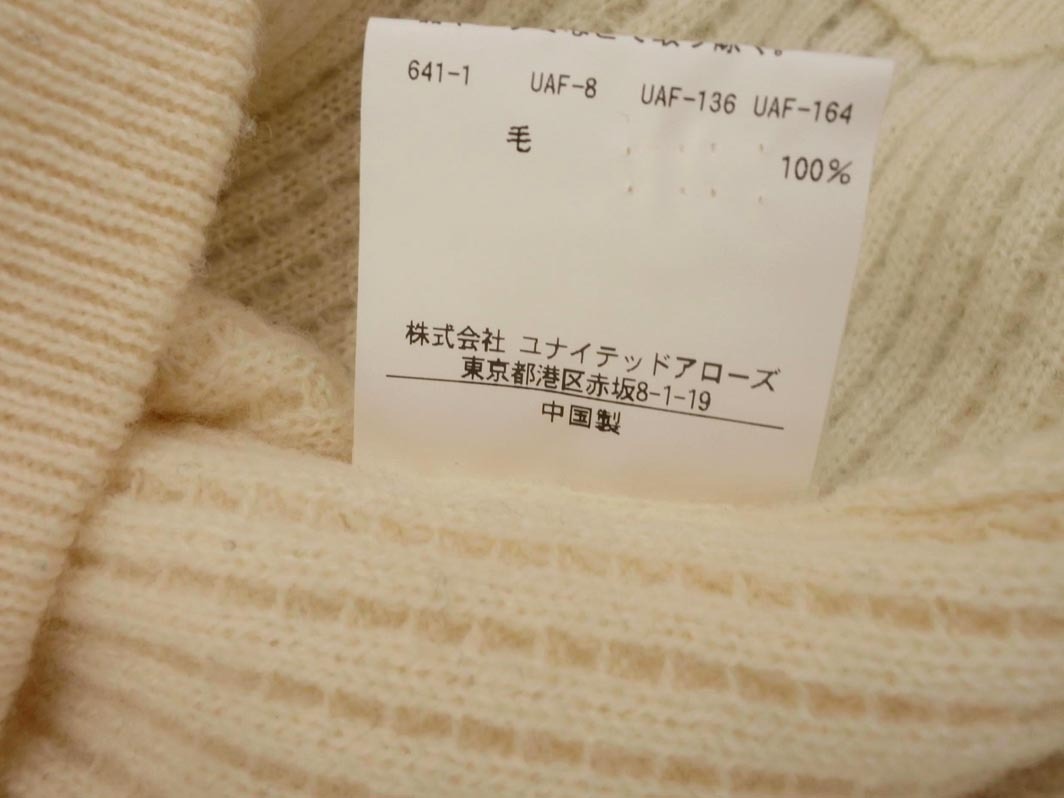 641-1 UAF-8 UAF-136 UAF-164
毛 100%
株式会社 ユナイテッドアローズ
東京都港区赤坂8-1-19
中国製